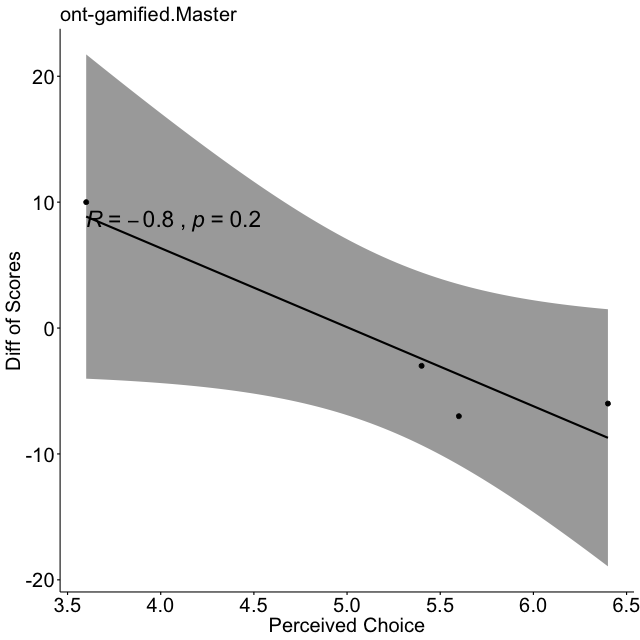 ont-gamified.Master
20
10
R = −0.8 , p = 0.2
0
-10
-20
Diff of Scores
3.5 4.0 4.5 5.0 5.5 6.0 6.5
Perceived Choice